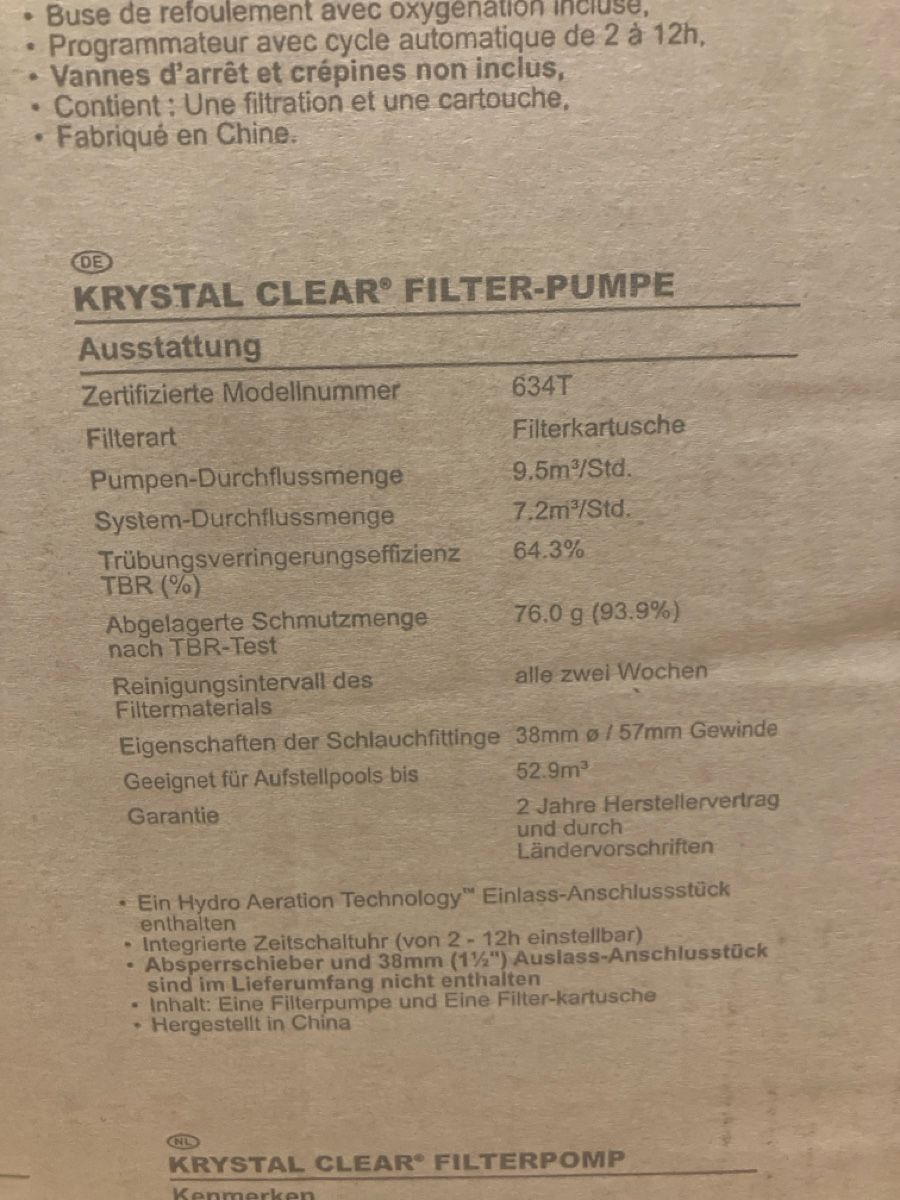 • Buse de refoulement avec oxygénation incluse,
• Programmateur avec cycle automatique de 2 à 12h,
• Vannes d'arrêt et crépines non inclus,
• Contient : Une filtration et une cartouche,
• Fabriqué en Chine.
DE
KRYSTAL CLEAR® FILTER-PUMPE
Ausstattung
Zertifizierte Modellnummer 634T
Filterart Filterkartusche
Pumpen-Durchflussmenge 9.5m³/Std.
System-Durchflussmenge 7.2m³/Std.
Trübungsverringerungseffizienz 64.3%
TBR (%)
Abgelagerte Schmutzmenge 76.0 g (93.9%)
nach TBR-Test
Reinigungsintervall des alle zwei Wochen
Filtermaterials
Eigenschaften der Schlauchfittinge 38mm ø / 57mm Gewinde
Geeignet für Aufstellpools bis 52.9m³
Garantie 2 Jahre Herstellervertrag
und durch
Ländervorschriften
• Ein Hydro Aeration Technology™ Einlass-Anschlussstück
enthalten
• Integrierte Zeitschaltuhr (von 2 - 12h einstellbar)
• Absperrschieber und 38mm (1½") Auslass-Anschlusstück
sind im Lieferumfang nicht enthalten
• Inhalt: Eine Filterpumpe und Eine Filter-kartusche
• Hergestellt in China
NL
KRYSTAL CLEAR® FILTERPOMP
Kenmerken